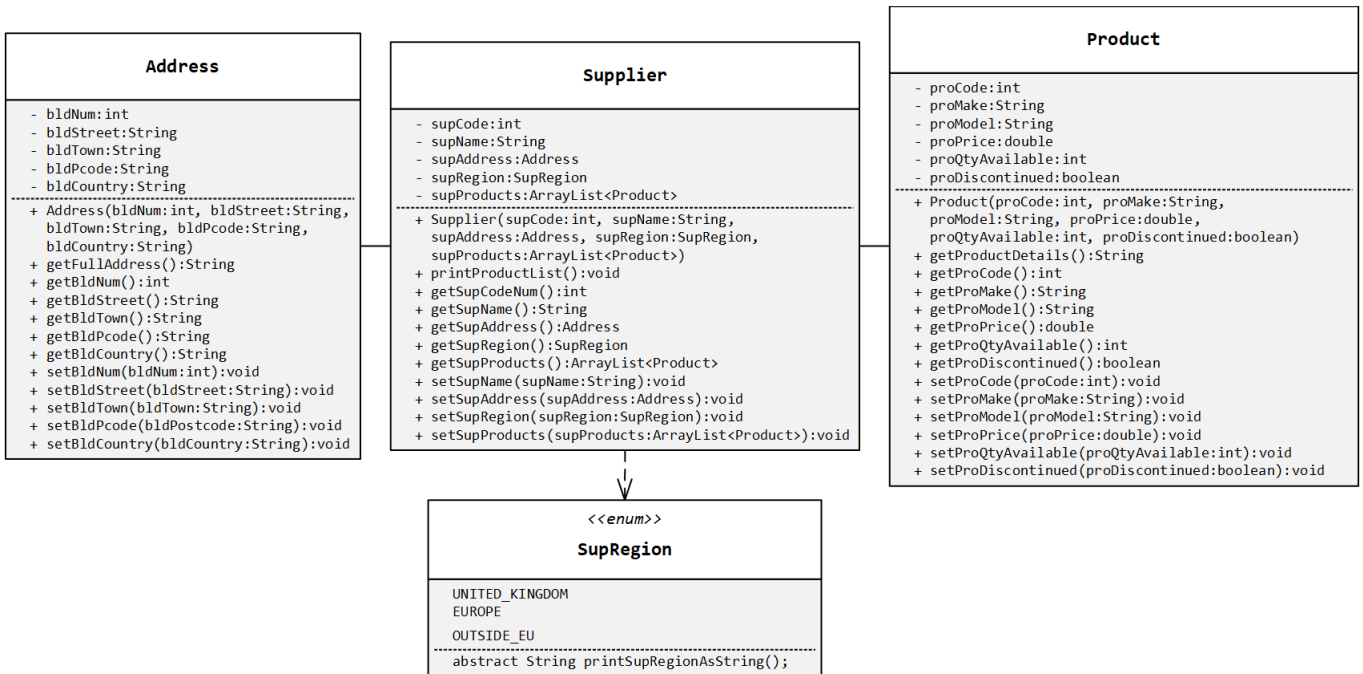 Address
- bldNum:int
- bldStreet:String
- bldTown:String
- bldPcode:String
- bldCountry:String
+ Address(bldNum:int, bldStreet:String,
bldTown:String, bldPcode:String,
bldCountry:String)
+ getFullAddress():String
+ getBldNum():int
+ getBldStreet():String
+ getBldTown():String
+ getBldPcode():String
+ getBldCountry():String
+ setBldNum(bldNum:int):void
+ setBldStreet(bldStreet:String):void
+ setBldTown(bldTown:String):void
+ setBldPcode(bldPostcode:String):void
+ setBldCountry(bldCountry:String):void
Supplier
- supCode:int
- supName:String
- supAddress:Address
- supRegion:SupRegion
- supProducts:ArrayList<Product>
+ Supplier(supCode:int, supName:String,
supAddress:Address, supRegion:SupRegion,
supProducts:ArrayList<Product>)
+ printProductList():void
+ getSupCodeNum():int
+ getSupName():String
+ getSupAddress():Address
+ getSupRegion():SupRegion
+ getSupProducts():ArrayList<Product>
+ setSupName(supName:String):void
+ setSupAddress(supAddress:Address):void
+ setSupRegion(supRegion:SupRegion):void
+ setSupProducts(supProducts:ArrayList<Product>):void
Product
- proCode:int
- proMake:String
- proModel:String
- proPrice:double
- proQtyAvailable:int
- proDiscontinued:boolean
+ Product(proCode:int, proMake:String,
proModel:String, proPrice:double,
proQtyAvailable:int, proDiscontinued:boolean)
+ getProductDetails():String
+ getProCode():int
+ getProMake():String
+ getProModel():String
+ getProPrice():double
+ getProQtyAvailable():int
+ getProDiscontinued():boolean
+ setProCode(proCode:int):void
+ setProMake(proMake:String):void
+ setProModel(proModel:String):void
+ setProPrice(proPrice:double):void
+ setProQtyAvailable(proQtyAvailable:int):void
+ setProDiscontinued(proDiscontinued:boolean):void
<<enum>>
SupRegion
UNITED_KINGDOM
EUROPE
OUTSIDE_EU
abstract String printSupRegionAsString();